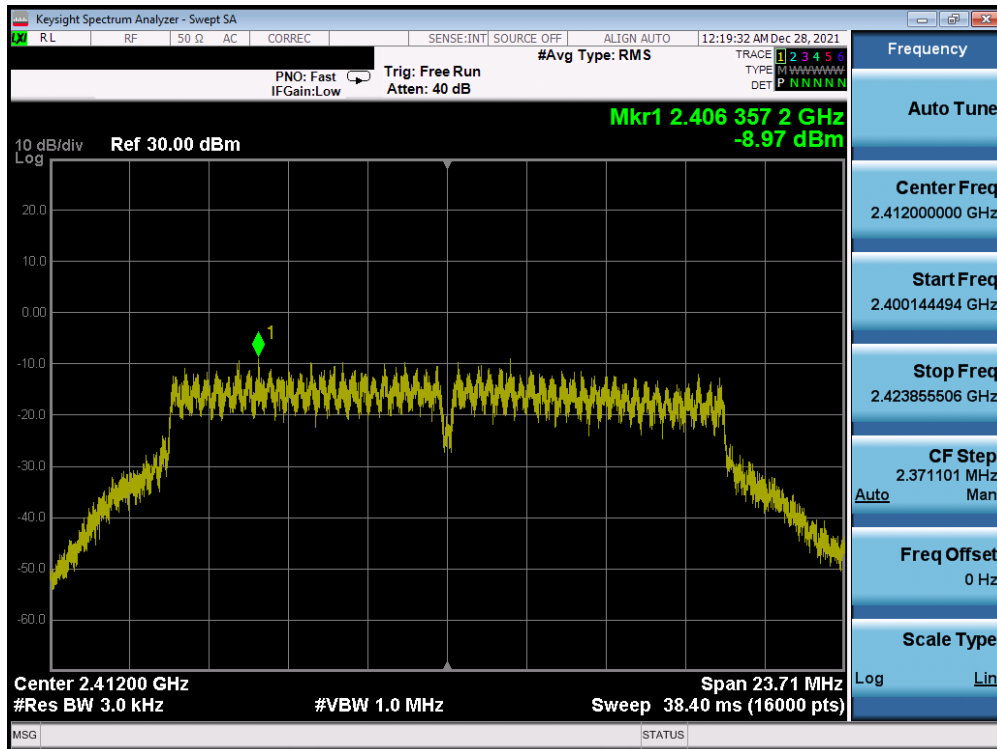 Keysight Spectrum Analyzer - Swept SA
LXI RL RF 50 Ω AC CORREC SENSE:INT SOURCE OFF ALIGN AUTO 12:19:32 AM Dec 28, 2021
#Avg Type: RMS
TRACE 1 2 3 4 5 6
PNO: Fast Trig: Free Run
TYPE M W W W W W
IFGain:Low Atten: 40 dB
DET P N N N N N
Mkr1 2.406 357 2 GHz
-8.97 dBm
10 dB/div Ref 30.00 dBm
Log
1
20.0
10.0
0.00
-10.0
-20.0
-30.0
-40.0
-50.0
-60.0
Center 2.41200 GHz Span 23.71 MHz
#Res BW 3.0 kHz #VBW 1.0 MHz Sweep 38.40 ms (16000 pts)
MSG STATUS
Frequency
Auto Tune
Center Freq
2.412000000 GHz
Start Freq
2.400144494 GHz
Stop Freq
2.423855506 GHz
CF Step
2.371101 MHz
Auto Man
Freq Offset
0 Hz
Scale Type
Log Lin